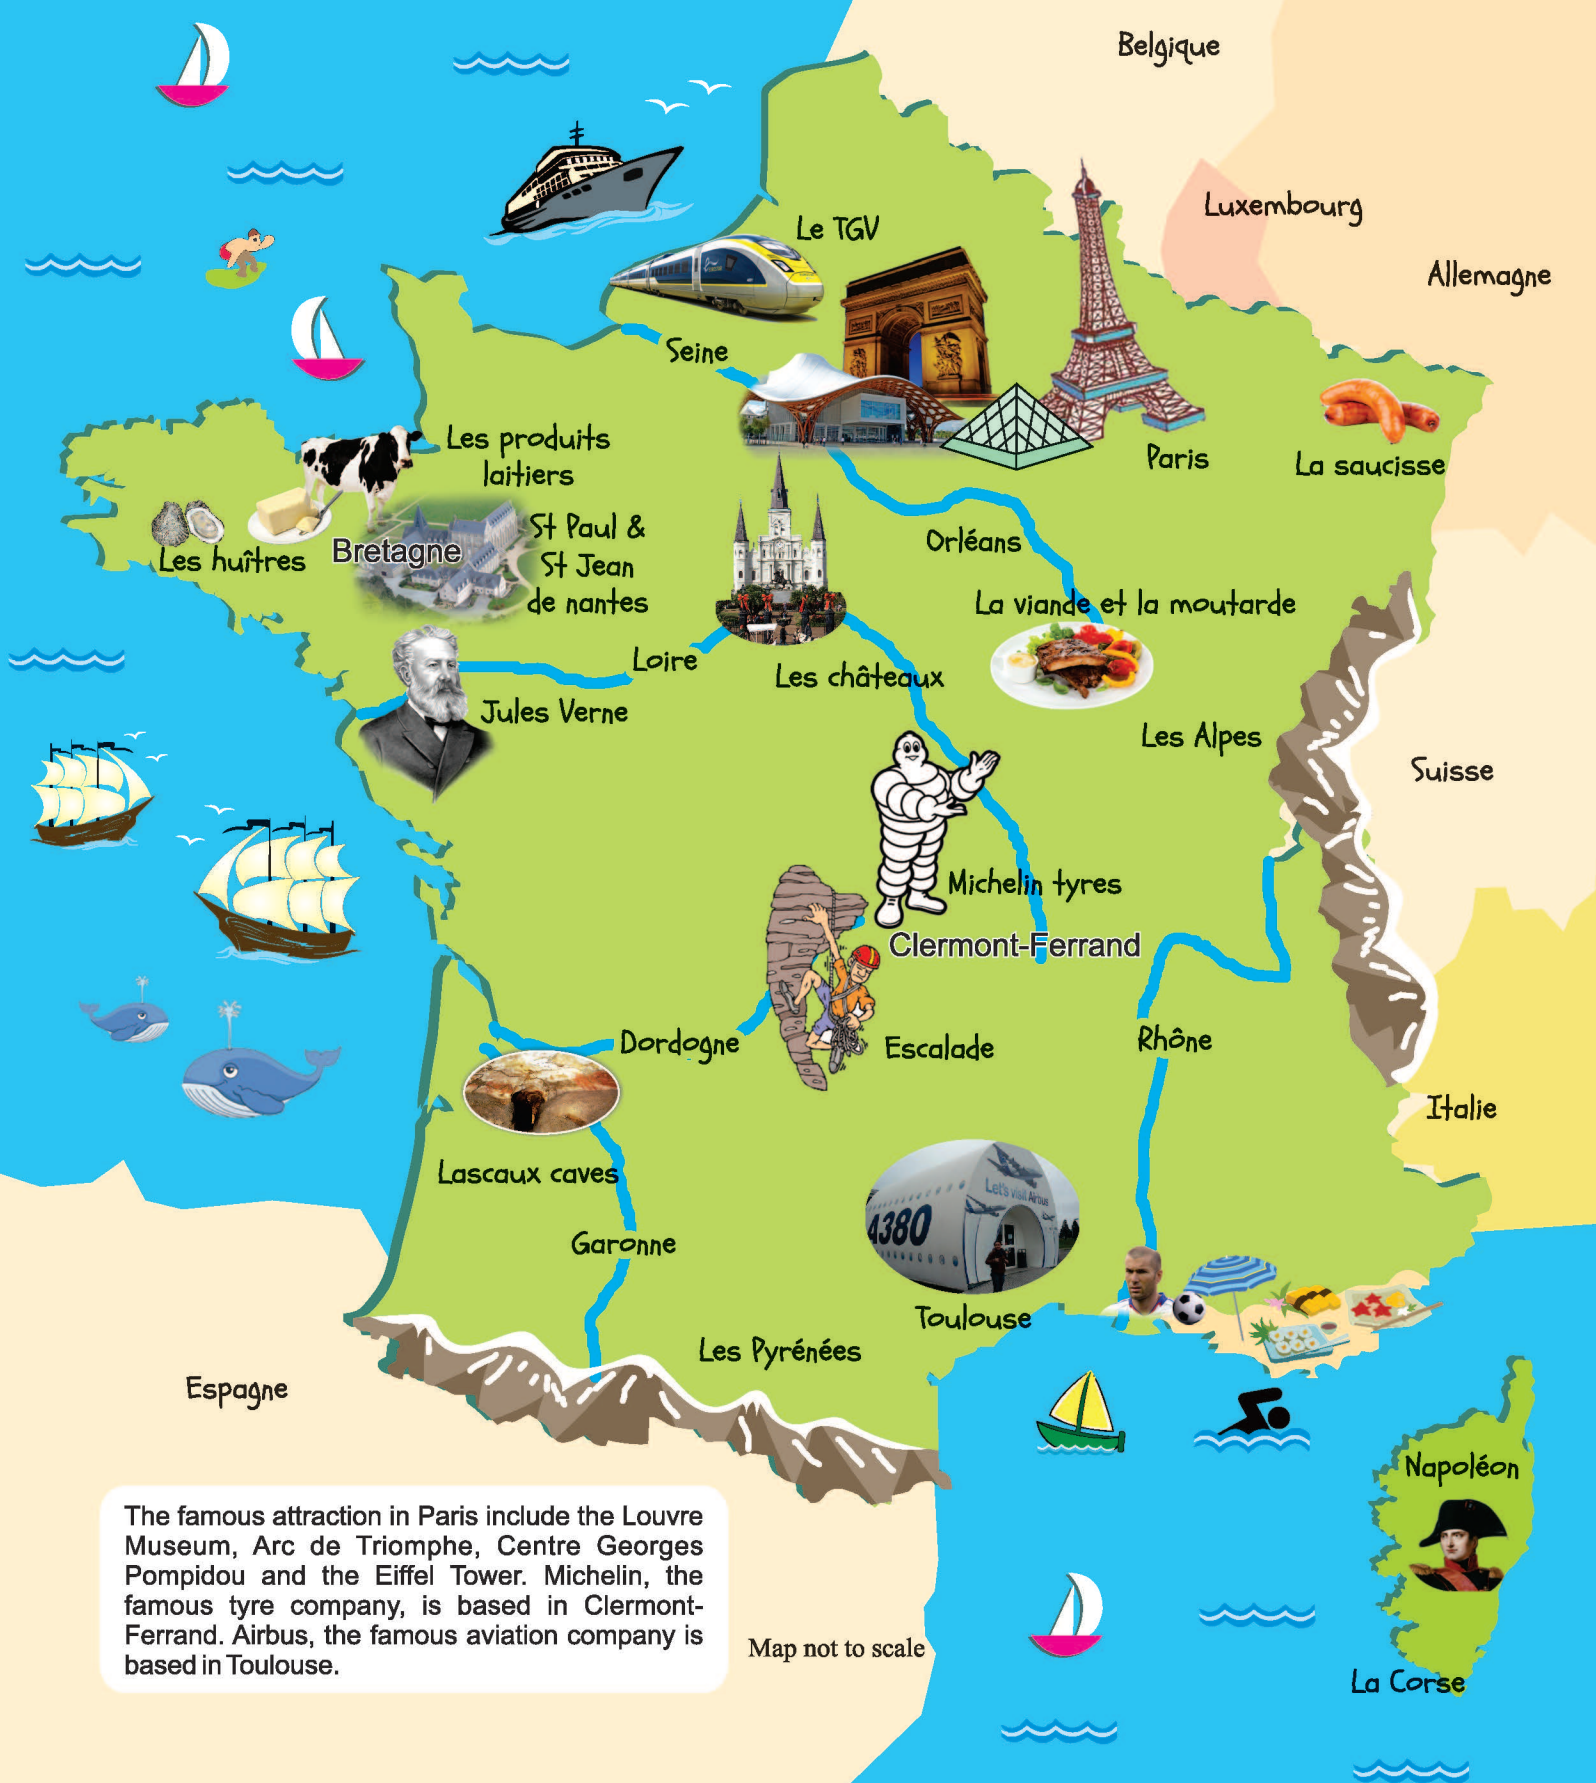 Belgique
Luxembourg
Le TGV
Allemagne
Seine
Les produits
laitiers
Paris
La saucisse
St Paul &
St Jean
de nantes
Orléans
Bretagne
Les huîtres
La viande et la moutarde
Loire
Les châteaux
Jules Verne
Les Alpes
Suisse
Michelin tyres
Clermont-Ferrand
Dordogne
Escalade
Rhône
Italie
Lascaux caves
Let's visit Airbus
A380
Garonne
Toulouse
Les Pyrénées
Espagne
Napoléon
The famous attraction in Paris include the Louvre
Museum, Arc de Triomphe, Centre Georges
Pompidou and the Eiffel Tower. Michelin, the
famous tyre company, is based in Clermont-
Ferrand. Airbus, the famous aviation company is
based in Toulouse.
Map not to scale
La Corse